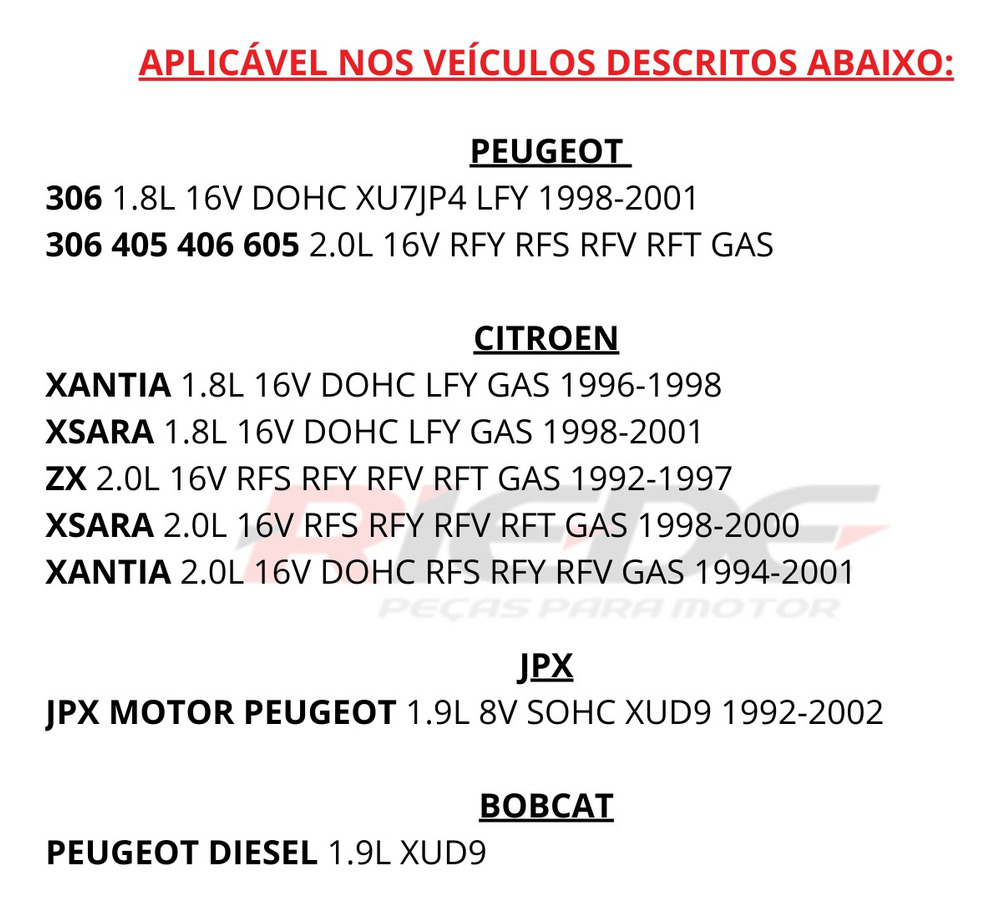 APLICÁVEL NOS VEÍCULOS DESCRITOS ABAIXO:
PEUGEOT
306 1.8L 16V DOHC XU7JP4 LFY 1998-2001
306 405 406 605 2.0L 16V RFY RFS RFV RFT GAS
CITROEN
XANTIA 1.8L 16V DOHC LFY GAS 1996-1998
XSARA 1.8L 16V DOHC LFY GAS 1998-2001
ZX 2.0L 16V RFS RFY RFV RFT GAS 1992-1997
XSARA 2.0L 16V RFS RFY RFV RFT GAS 1998-2000
XANTIA 2.0L 16V DOHC RFS RFY RFV GAS 1994-2001
RIEDE
PEÇAS PARA MOTOR
JPX
JPX MOTOR PEUGEOT 1.9L 8V SOHC XUD9 1992-2002
BOBCAT
PEUGEOT DIESEL 1.9L XUD9